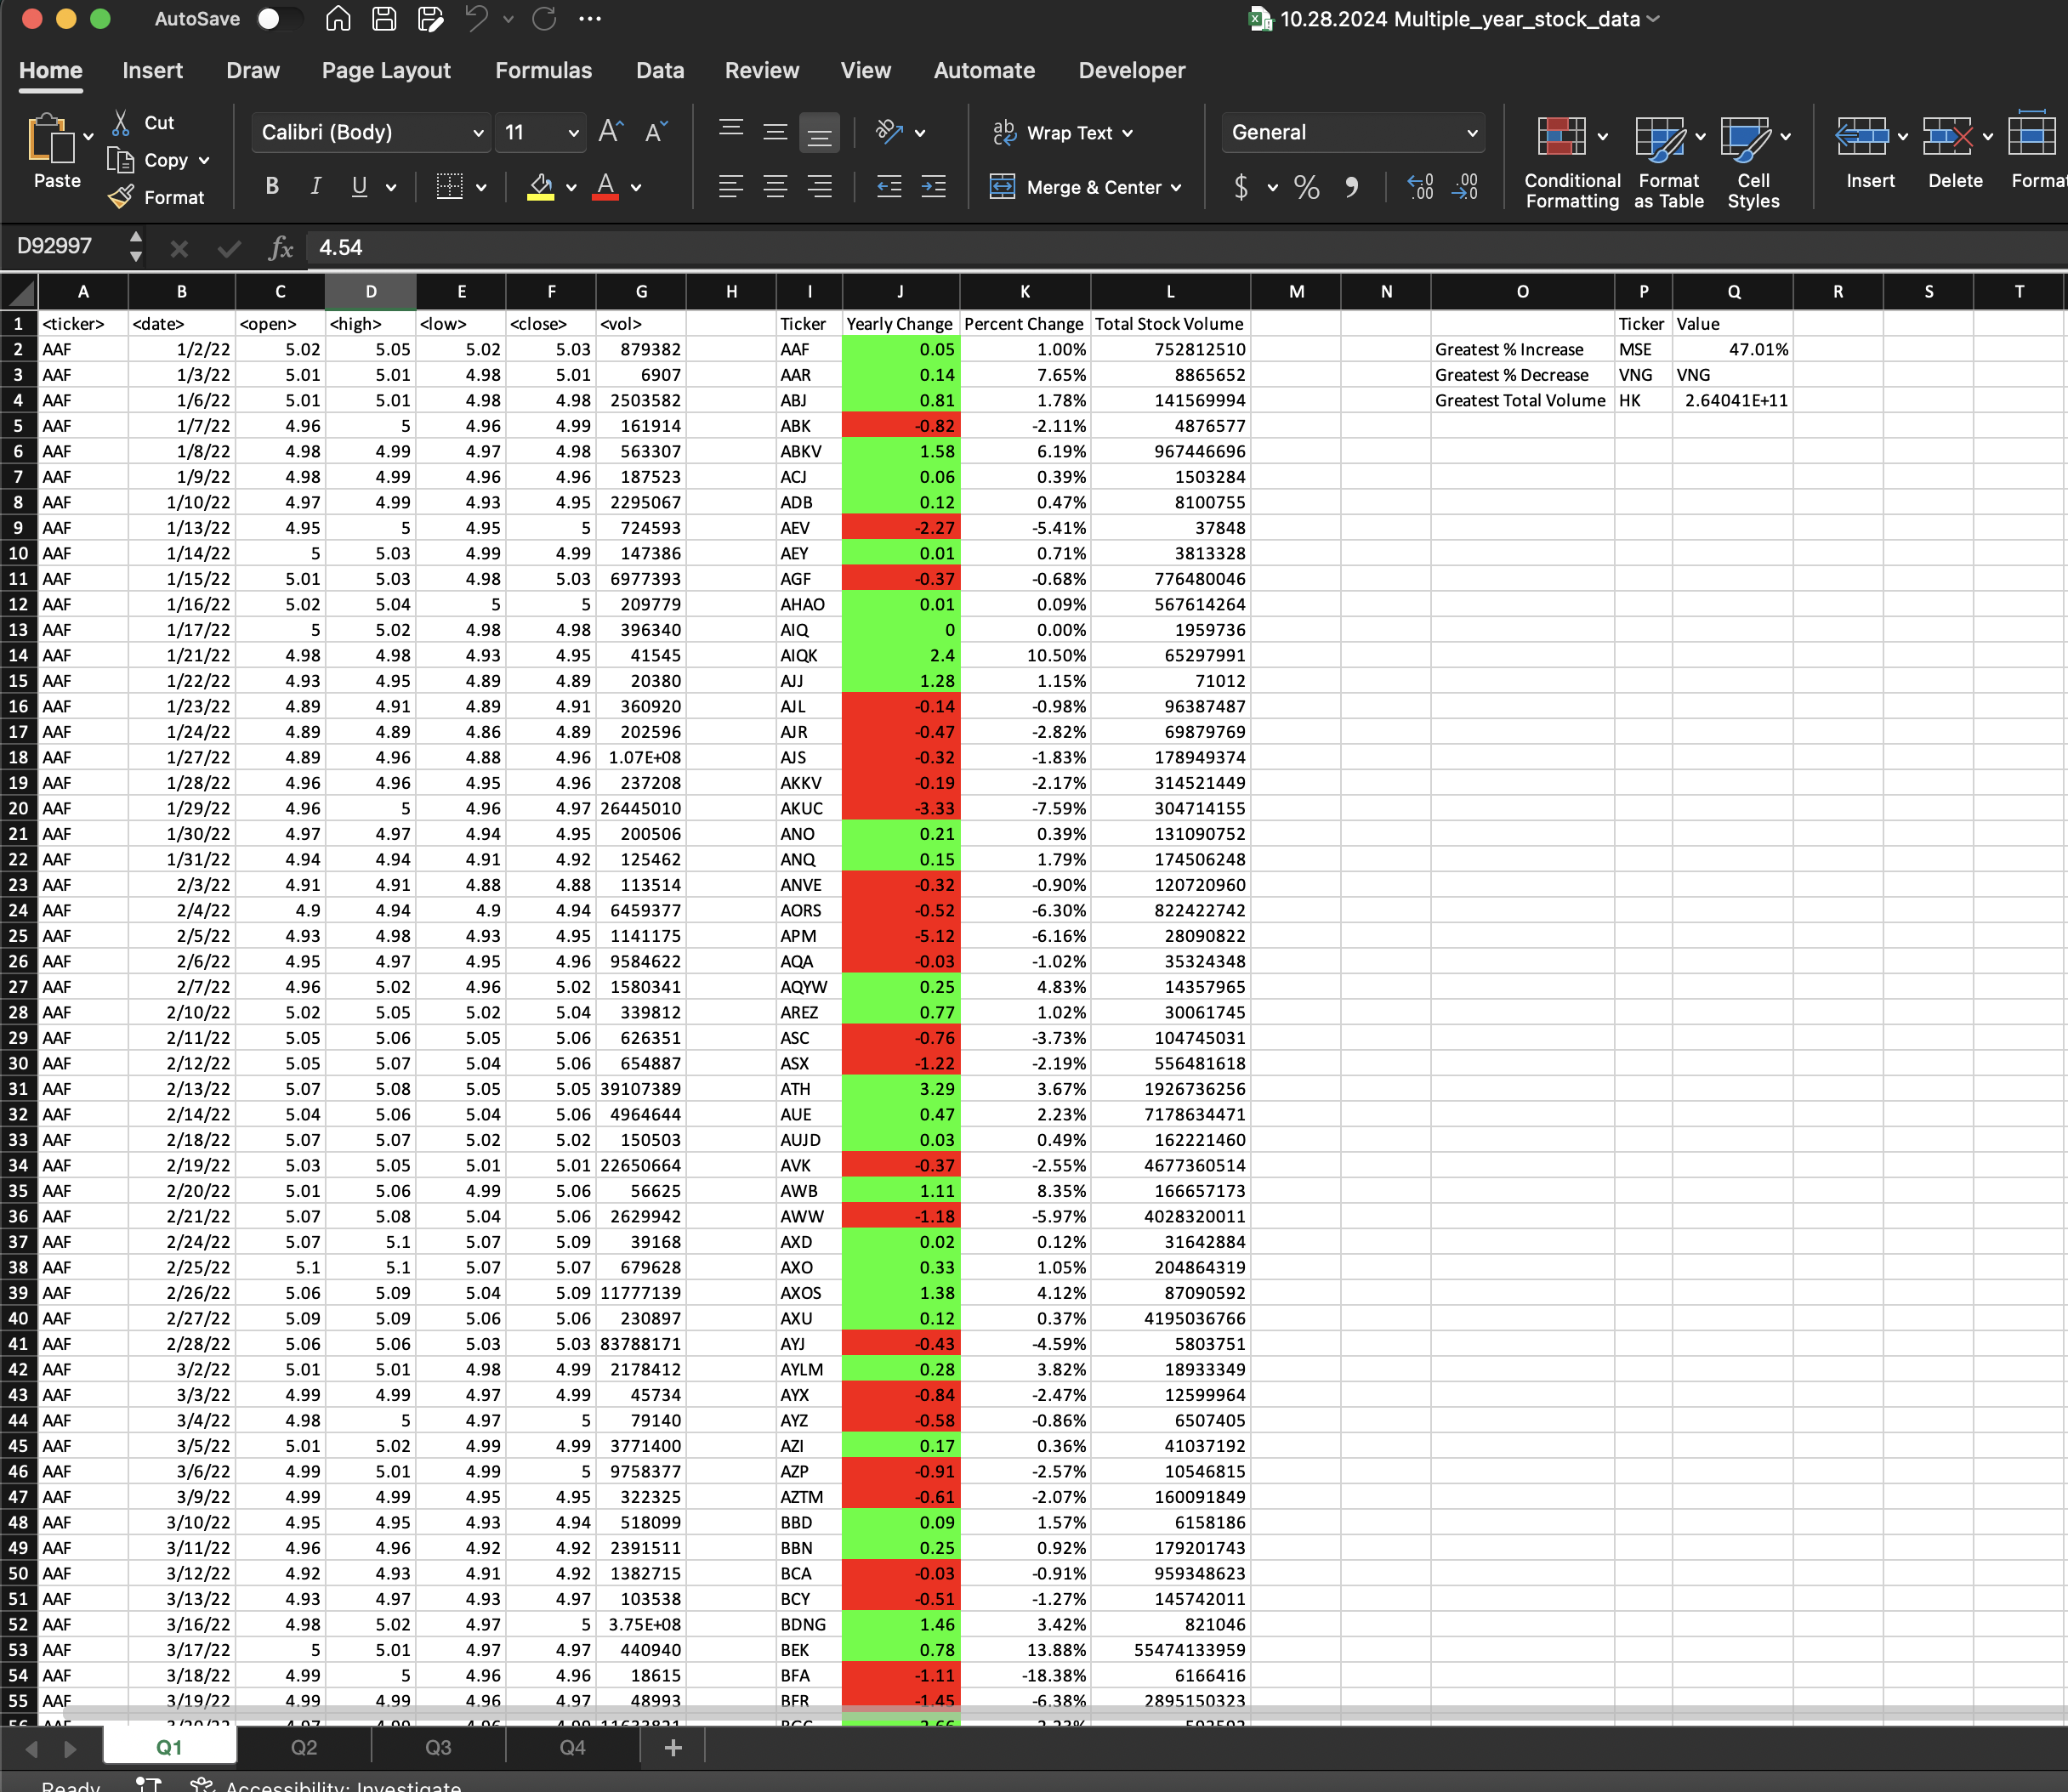 AutoSave 10.28.2024 Multiple_year_stock_data
Home Insert Draw Page Layout Formulas Data Review View Automate Developer
Cut Calibri (Body) 11 Wrap Text General
Paste Copy Conditional Formatting Format as Table Cell Styles Insert Delete
Format B I U Merge & Center $ %
D92997 fx 4.54
A B C D E F G H I J K L M N O P Q R S T
1 <ticker> <date> <open> <high> <low> <close> <vol> Ticker Yearly Change Percent Change Total Stock Volume Ticker Value
2 AAF 1/2/22 5.02 5.05 5.02 5.03 879382 AAF 0.05 1.00% 752812510 Greatest % Increase MSE 47.01%
3 AAF 1/3/22 5.01 5.01 4.98 5.01 6907 AAR 0.14 7.65% 8865652 Greatest % Decrease VNG VNG
4 AAF 1/6/22 5.01 5.01 4.98 4.98 2503582 ABJ 0.81 1.78% 141569994 Greatest Total Volume HK 2.64041E+11
5 AAF 1/7/22 4.96 5 4.96 4.99 161914 ABK -0.82 -2.11% 4876577
6 AAF 1/8/22 4.98 4.99 4.97 4.98 563307 ABKV 1.58 6.19% 967446696
7 AAF 1/9/22 4.98 4.99 4.96 4.96 187523 ACJ 0.06 0.39% 1503284
8 AAF 1/10/22 4.97 4.99 4.93 4.95 2295067 ADB 0.12 0.47% 8100755
9 AAF 1/13/22 4.95 5 4.95 5 724593 AEV -2.27 -5.41% 37848
10 AAF 1/14/22 5 5.03 4.99 4.99 147386 AEY 0.01 0.71% 3813328
11 AAF 1/15/22 5.01 5.03 4.98 5.03 6977393 AGF -0.37 -0.68% 776480046
12 AAF 1/16/22 5.02 5.04 5 5 209779 AHAO 0.01 0.09% 567614264
13 AAF 1/17/22 5 5.02 4.98 4.98 396340 AIQ 0 0.00% 1959736
14 AAF 1/21/22 4.98 4.98 4.93 4.95 41545 AIQK 2.4 10.50% 65297991
15 AAF 1/22/22 4.93 4.95 4.89 4.89 20380 AJJ 1.28 1.15% 71012
16 AAF 1/23/22 4.89 4.91 4.89 4.91 360920 AJL -0.14 -0.98% 96387487
17 AAF 1/24/22 4.89 4.89 4.86 4.89 202596 AJR -0.47 -2.82% 69879769
18 AAF 1/27/22 4.89 4.96 4.88 4.96 1.07E+08 AJS -0.32 -1.83% 178949374
19 AAF 1/28/22 4.96 4.96 4.95 4.96 237208 AKKV -0.19 -2.17% 314521449
20 AAF 1/29/22 4.96 5 4.96 4.97 26445010 AKUC -3.33 -7.59% 304714155
21 AAF 1/30/22 4.97 4.97 4.94 4.95 200506 ANO 0.21 0.39% 131090752
22 AAF 1/31/22 4.94 4.94 4.91 4.92 125462 ANQ 0.15 1.79% 174506248
23 AAF 2/3/22 4.91 4.91 4.88 4.88 113514 ANVE -0.32 -0.90% 120720960
24 AAF 2/4/22 4.9 4.94 4.9 4.94 6459377 AORS -0.52 -6.30% 822422742
25 AAF 2/5/22 4.93 4.98 4.93 4.95 1141175 APM -5.12 -6.16% 28090822
26 AAF 2/6/22 4.95 4.97 4.95 4.96 9584622 AQA -0.03 -1.02% 35324348
27 AAF 2/7/22 4.96 5.02 4.96 5.02 1580341 AQYW 0.25 4.83% 14357965
28 AAF 2/10/22 5.02 5.05 5.02 5.04 339812 AREZ 0.77 1.02% 30061745
29 AAF 2/11/22 5.05 5.06 5.05 5.06 626351 ASC -0.76 -3.73% 104745031
30 AAF 2/12/22 5.05 5.07 5.04 5.06 654887 ASX -1.22 -2.19% 556481618
31 AAF 2/13/22 5.07 5.08 5.05 5.05 39107389 ATH 3.29 3.67% 1926736256
32 AAF 2/14/22 5.04 5.06 5.04 5.06 4964644 AUE 0.47 2.23% 7178634471
33 AAF 2/18/22 5.07 5.07 5.02 5.02 150503 AUJD 0.03 0.49% 162221460
34 AAF 2/19/22 5.03 5.05 5.01 5.01 22650664 AVK -0.37 -2.55% 4677360514
35 AAF 2/20/22 5.01 5.06 4.99 5.06 56625 AWB 1.11 8.35% 166657173
36 AAF 2/21/22 5.07 5.08 5.04 5.06 2629942 AWW -1.18 -5.97% 4028320011
37 AAF 2/24/22 5.07 5.1 5.07 5.09 39168 AXD 0.02 0.12% 31642884
38 AAF 2/25/22 5.1 5.1 5.07 5.07 679628 AXO 0.33 1.05% 204864319
39 AAF 2/26/22 5.06 5.09 5.04 5.09 11777139 AXOS 1.38 4.12% 87090592
40 AAF 2/27/22 5.09 5.09 5.06 5.06 230897 AXU 0.12 0.37% 4195036766
41 AAF 2/28/22 5.06 5.06 5.03 5.03 83788171 AYJ -0.43 -4.59% 5803751
42 AAF 3/2/22 5.01 5.01 4.98 4.99 2178412 AYLM 0.28 3.82% 18933349
43 AAF 3/3/22 4.99 4.99 4.97 4.99 45734 AYX -0.84 -2.47% 12599964
44 AAF 3/4/22 4.98 5 4.97 5 79140 AYZ -0.58 -0.86% 6507405
45 AAF 3/5/22 5.01 5.02 4.99 4.99 3771400 AZI 0.17 0.36% 41037192
46 AAF 3/6/22 4.99 5.01 4.99 5 9758377 AZP -0.91 -2.57% 10546815
47 AAF 3/9/22 4.99 4.99 4.95 4.95 322325 AZTM -0.61 -2.07% 160091849
48 AAF 3/10/22 4.95 4.95 4.93 4.94 518099 BBD 0.09 1.57% 6158186
49 AAF 3/11/22 4.96 4.96 4.92 4.92 2391511 BBN 0.25 0.92% 179201743
50 AAF 3/12/22 4.92 4.93 4.91 4.92 1382715 BCA -0.03 -0.91% 959348623
51 AAF 3/13/22 4.93 4.97 4.93 4.97 103538 BCY -0.51 -1.27% 145742011
52 AAF 3/16/22 4.98 5.02 4.97 5 3.75E+08 BDNG 1.46 3.42% 821046
53 AAF 3/17/22 5 5.01 4.97 4.97 440940 BEK 0.78 13.88% 55474133959
54 AAF 3/18/22 4.99 5 4.96 4.96 18615 BFA -1.11 -18.38% 6166416
55 AAF 3/19/22 4.99 4.99 4.96 4.97 48993 BFR -1.45 -6.38% 2895150323
Q1 Q2 Q3 Q4
Ready Accessibility: Investigate